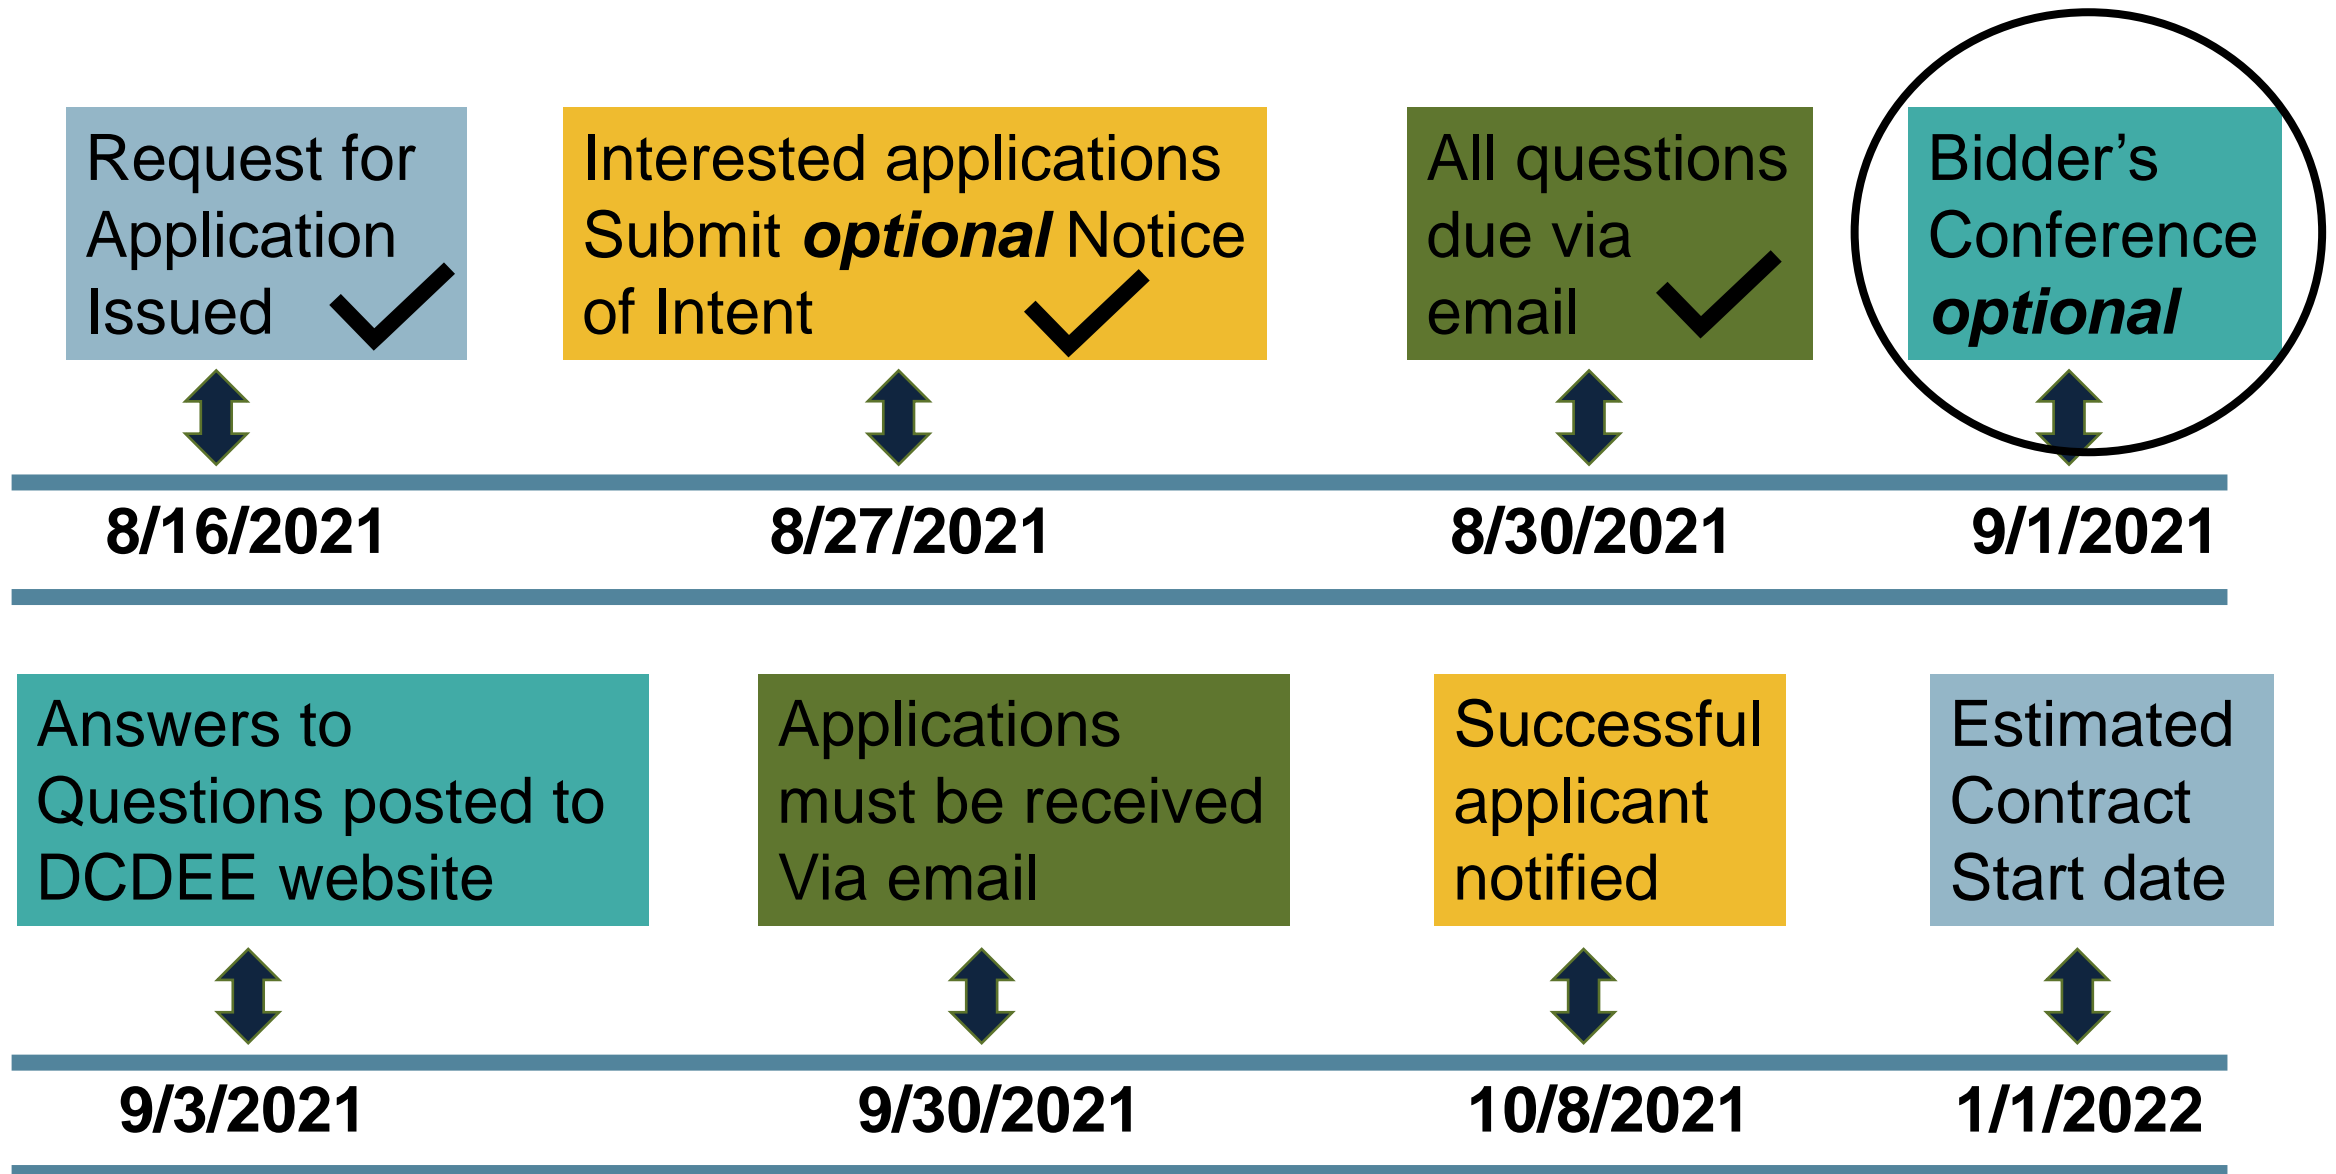 Request for
Application
Issued
Interested applications
Submit optional Notice
of Intent
All questions
due via
email
Bidder’s
Conference
optional
8/16/2021
8/27/2021
8/30/2021
9/1/2021
Answers to
Questions posted to
DCDEE website
Applications
must be received
Via email
Successful
applicant
notified
Estimated
Contract
Start date
9/3/2021
9/30/2021
10/8/2021
1/1/2022